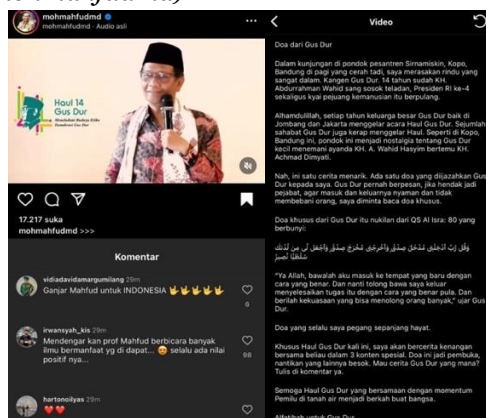 mohmahfudmd
mohmahfudmd · Audio asli
Haul 14
Gus Dur
17.217 suka
mohmahfudmd >>>
Komentar
vidiadavidamargumilang 29m
Ganjar Mahfud untuk INDONESIA 🤟🤟🤟🤟🤟
6
irwansyah_kis 29m
Mendengar kan prof Mahfud berbicara banyak
ilmu bermanfaat yg di dapat... 😍 selalu ada nilai
positif nya...
98
hartonoilyas 29m
❤️❤️
Video
Doa dari Gus Dur
Dalam kunjungan di pondok pesantren Sirnamiskin, Kopo,
Bandung di pagi yang cerah tadi, saya merasakan rindu yang
sangat dalam. Kangen Gus Dur. 14 tahun sudah KH.
Abdurrahman Wahid sang sosok teladan, Presiden RI ke-4
sekaligus kyai pejuang kemanusian itu berpulang.
Alhamdulillah, setiap tahun keluarga besar Gus Dur baik di
Jombang dan Jakarta menggelar acara Haul Gus Dur. Sejumlah
sahabat Gus Dur juga kerap menggelar Haul. Seperti di Kopo,
Bandung ini, pondok ini menjadi nostalgia tentang Gus Dur
kecil menemani ayanda KH. A. Wahid Hasyim bertemu KH.
Achmad Dimyati.
Nah, ini satu cerita menarik. Ada satu doa yang diijazahkan Gus
Dur kepada saya. Gus Dur pernah berpesan, jika hendak jadi
pejabat, agar masuk dan keluarnya nyaman dan tidak
membebani orang, saya diminta baca doa khusus.
Doa khusus dari Gus Dur itu nukilan dari QS Al Isra: 80 yang
berbunyi:
وَقُل رَّبِّ أَدْخِلْنِي مُدْخَلَ صِدْقٍ وَأَخْرِجْنِي مُخْرَجَ صِدْقٍ وَاجْعَل لِّي مِن لَّدُنكَ
سُلْطَانًا نَّصِيرًا
"Ya Allah, bawalah aku masuk ke tempat yang baru dengan
cara yang benar. Dan nanti tolong bawa saya keluar
menyelesaikan tugas itu dengan cara yang benar pula. Dan
berilah kekuasaan yang bisa menolong orang banyak," ujar Gus
Dur.
Doa yang selalu saya pegang sepanjang hayat.
Khusus Haul Gus Dur kali ini, saya akan bercerita kenangan
bersama beliau dalam 3 konten spesial. Doa ini jadi pembuka,
nantikan yang lainnya besok. Mau cerita Gus Dur yang mana?
Tulis di komentar ya.
Semoga Haul Gus Dur yang bersamaan dengan momentum
Pemilu di tanah air menjadi berkah buat bangsa.
Alfatihah untuk Gus Dur